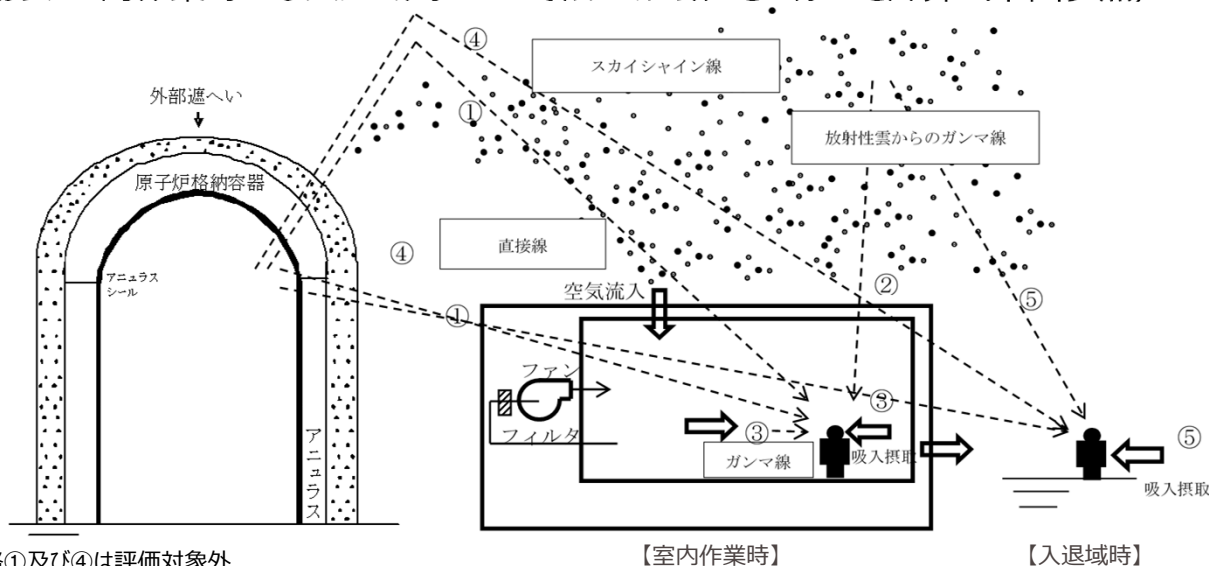 ④
スカイシャイン線
外部遮へい
①
放射性雲からのガンマ線
原子炉格納容器
直接線
④
アニュラス
シール
空気流入
②
⑤
①
ファン
③
フィルタ
③
吸入摂取
ガンマ線
アニュラス
⑤
吸入摂取
①及び④は評価対象外
【室内作業時】
【入退域時】